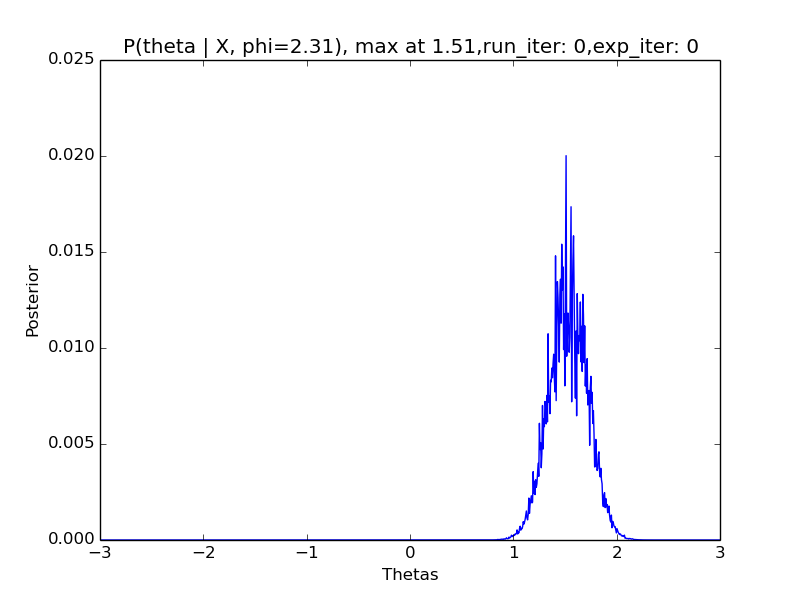 P(theta | X, phi=2.31), max at 1.51,run_iter: 0,exp_iter: 0
0.025
0.020
0.015
0.010
0.005
0.000
Posterior
−3 −2 −1 0 1 2 3
Thetas